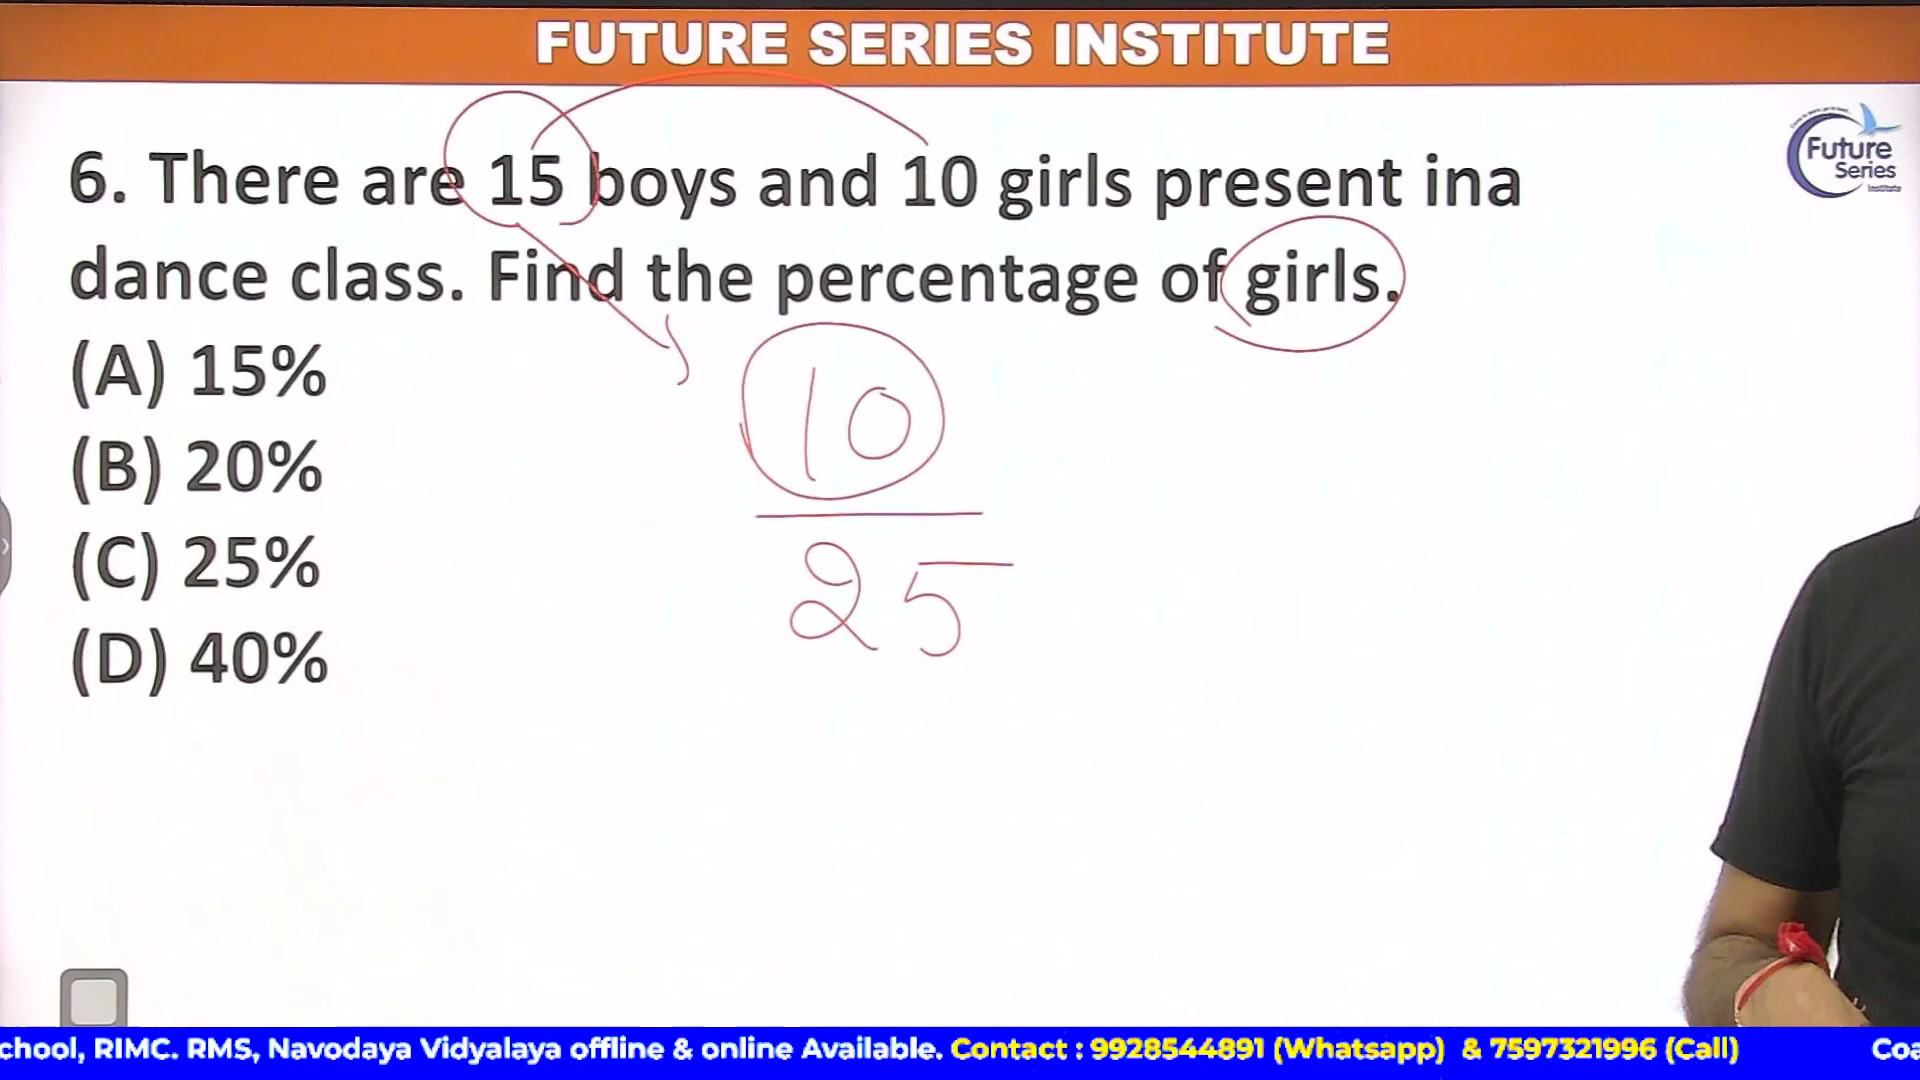 FUTURE SERIES INSTITUTE
Future
Series
Institute
6. There are 15 boys and 10 girls present ina
dance class. Find the percentage of girls.
(A) 15%
(B) 20%
(C) 25%
(D) 40%
10
25
chool, RIMC. RMS, Navodaya Vidyalaya offline & online Available. Contact : 9928544891 (Whatsapp) & 7597321996 (Call) Coa